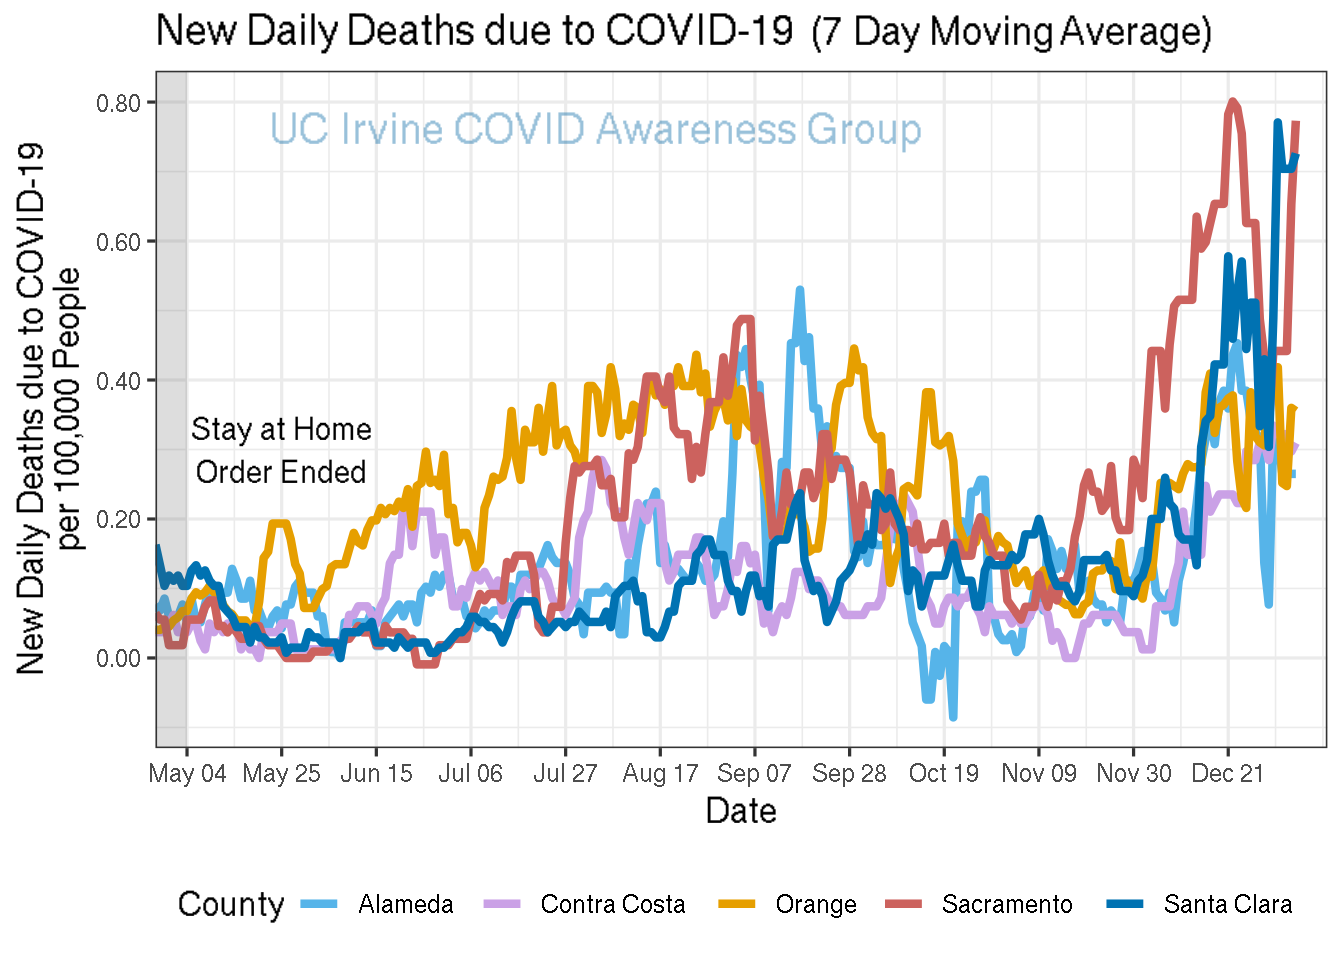 New Daily Deaths due to COVID-19 (7 Day Moving Average)
UC Irvine COVID Awareness Group
New Daily Deaths due to COVID-19
per 100,000 People
0.80
0.60
0.40
0.20
0.00
Stay at Home
Order Ended
May 04 May 25 Jun 15 Jul 06 Jul 27 Aug 17 Sep 07 Sep 28 Oct 19 Nov 09 Nov 30 Dec 21
Date
County Alameda Contra Costa Orange Sacramento Santa Clara